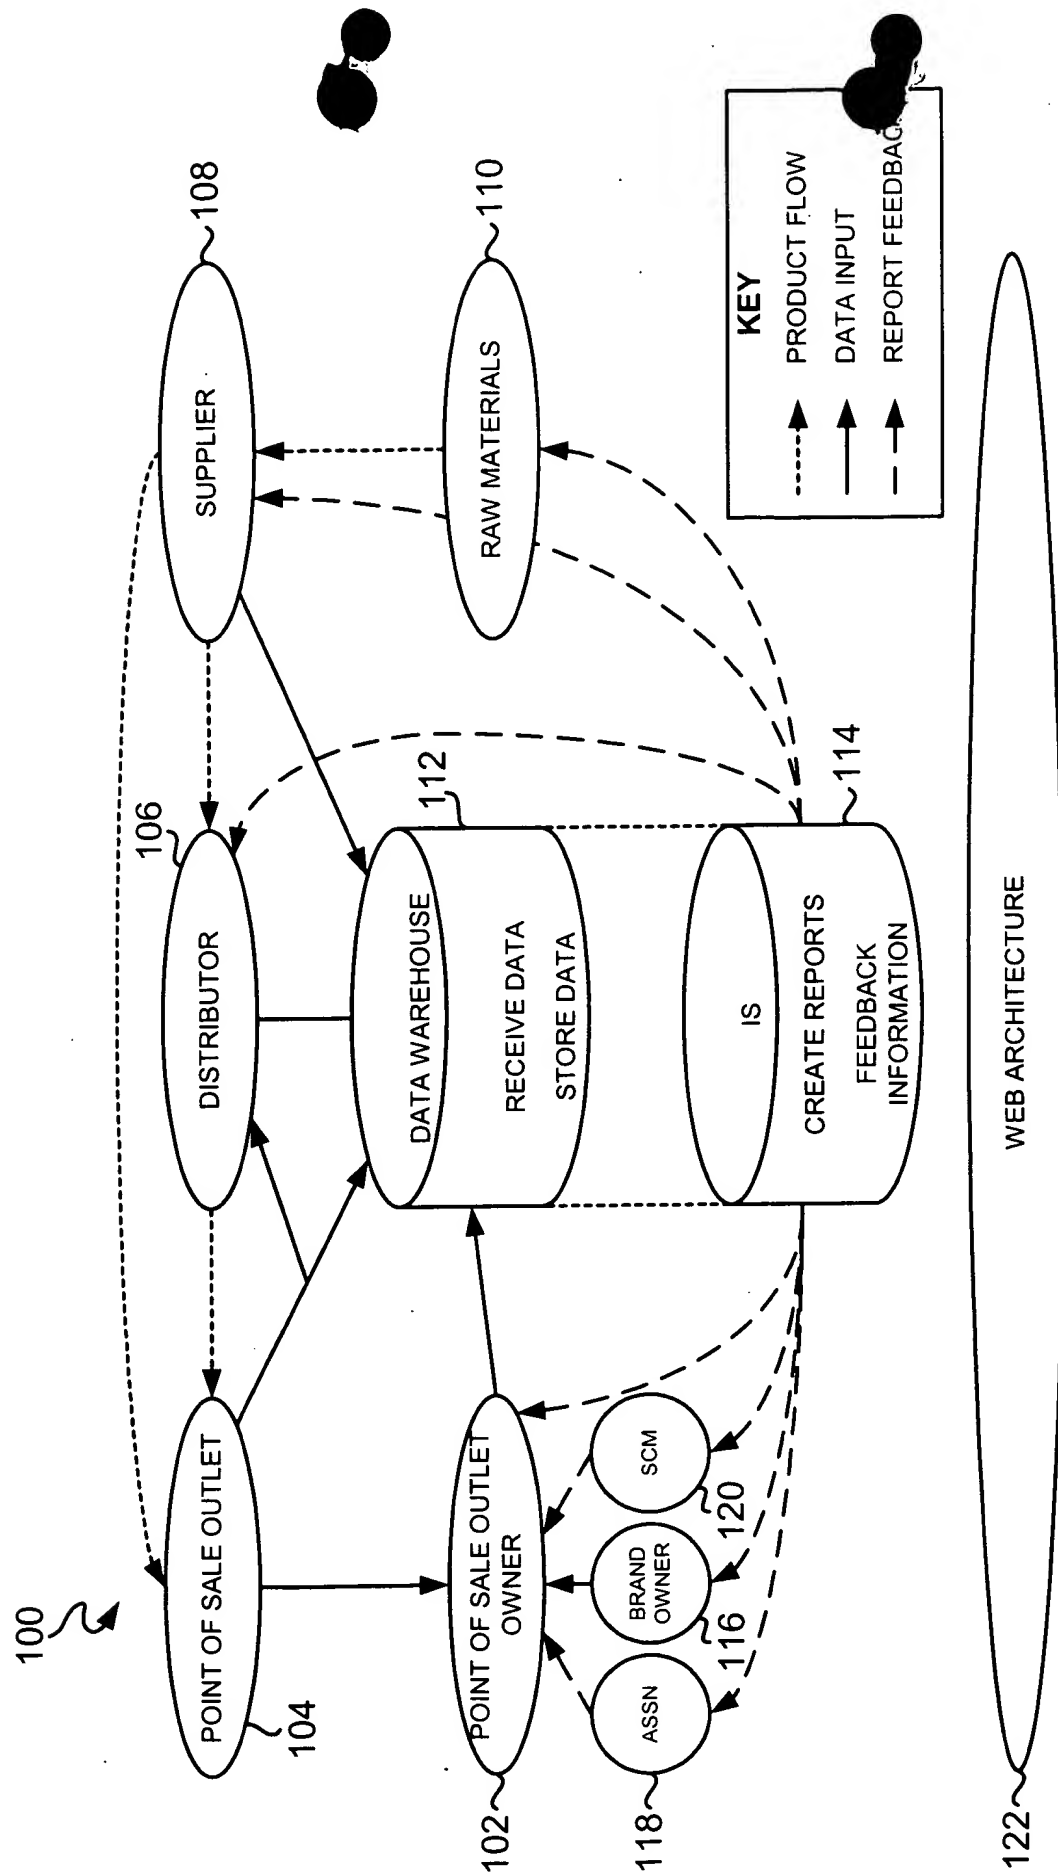 100
POINT OF SALE OUTLET
104
DISTRIBUTOR
106
SUPPLIER
108
POINT OF SALE OUTLET
OWNER
102
DATA WAREHOUSE
112
RECEIVE DATA
STORE DATA
RAW MATERIALS
110
ASSN
118
BRAND
OWNER
116
SCM
120
IS
CREATE REPORTS
FEEDBACK
INFORMATION
114
KEY
PRODUCT FLOW
DATA INPUT
REPORT
WEB ARCHITECTURE
122